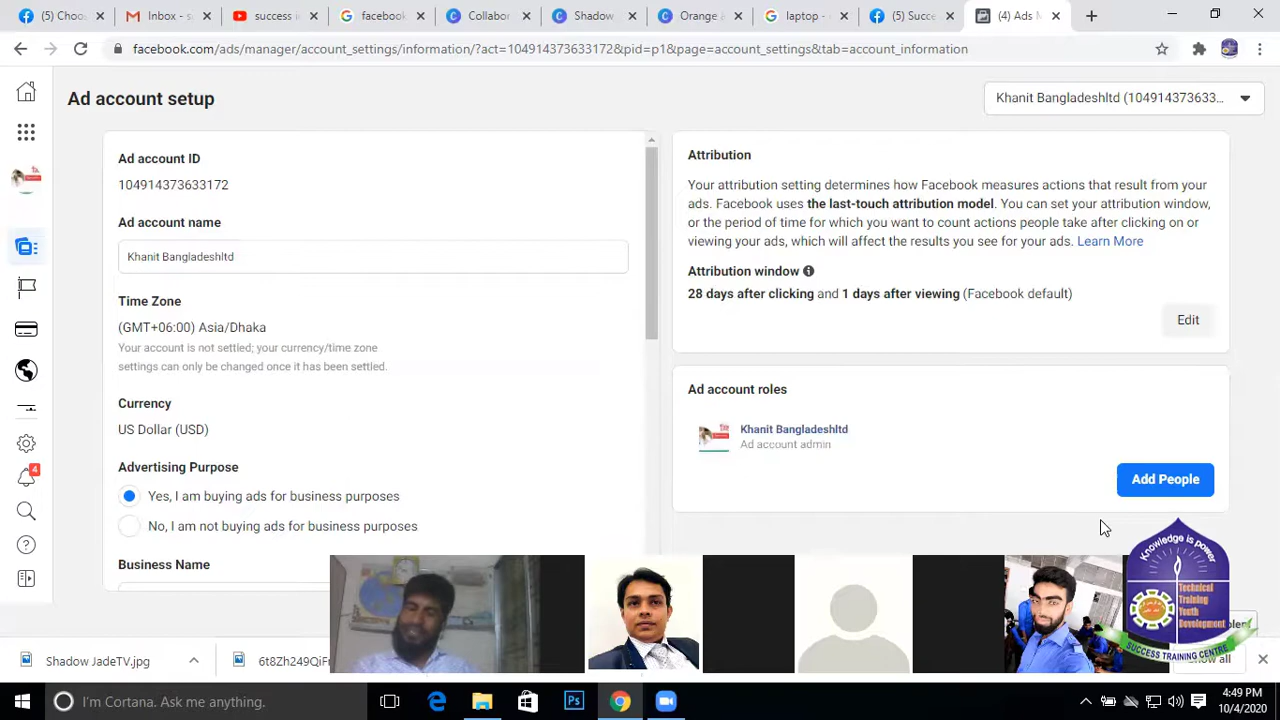 (5) Choos
Inbox - s
success i
facebook
Collabor
Shadow
Orange &
laptop -
(5) Succe
(4) Ads M
facebook.com/ads/manager/account_settings/information/?act=104914373633172&pid=p1&page=account_settings&tab=account_information
Ad account setup
Khanit Bangladeshltd (104914373633...
Ad account ID
104914373633172
Ad account name
Khanit Bangladeshltd
Time Zone
(GMT+06:00) Asia/Dhaka
Your account is not settled; your currency/time zone
settings can only be changed once it has been settled.
Currency
US Dollar (USD)
Advertising Purpose
Yes, I am buying ads for business purposes
No, I am not buying ads for business purposes
Business Name
Attribution
Your attribution setting determines how Facebook measures actions that result from your
ads. Facebook uses the last-touch attribution model. You can set your attribution window,
or the period of time for which you want to count actions people take after clicking on or
viewing your ads, which will affect the results you see for your ads. Learn More
Attribution window
28 days after clicking and 1 days after viewing (Facebook default)
Edit
Ad account roles
Khanit Bangladeshltd
Ad account admin
Add People
4
Knowledge is power
Technical
Training
Youth
Development
SUCCESS TRAINING CENTRE
Shadow JadeTV.jpg
6t8Zh249QiFn
Show all
I'm Cortana. Ask me anything.
4:49 PM
10/4/2020